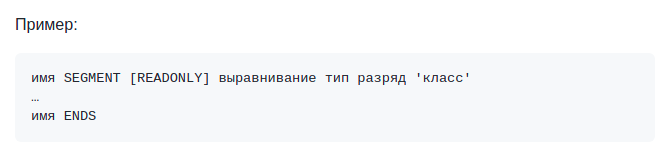 Пример:
имя SEGMENT [READONLY] выравнивание тип разряд 'класс'
…
имя ENDS